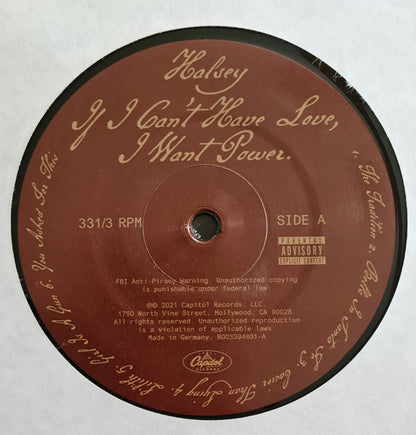 Halsey
If I Can't Have Love,
I Want Power.
331/3 RPM
SIDE A
PARENTAL
ADVISORY
EXPLICIT CONTENT
FBI Anti-Piracy Warning: Unauthorized copying
is punishable under federal law.
℗© 2021 Capitol Records, LLC.
1750 North Vine Street, Hollywood, CA 90028.
All rights reserved. Unauthorized reproduction
is a violation of applicable laws.
Made in Germany. B003394801-A
Capitol
RECORDS
1. The Tradition 2. Bells In Santa Fe 3. Easier Than Lying 4. Lilith 5. Girl Is A Gun 6. You Asked For This